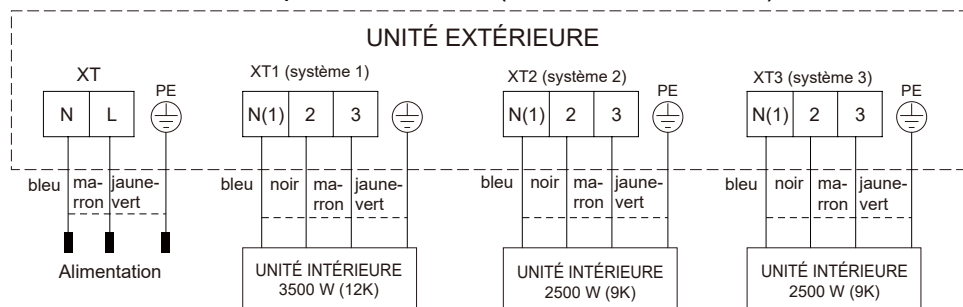 UNITÉ EXTÉRIEURE
XT
N
L
PE
XT1 (système 1)
N(1)
2
3
XT2 (système 2)
N(1)
2
3
PE
XT3 (système 3)
N(1)
2
3
PE
bleu
ma-
rron
jaune-
vert
bleu
noir
ma-
rron
jaune-
vert
bleu
noir
ma-
rron
jaune-
vert
bleu
noir
ma-
rron
jaune-
vert
Alimentation
UNITÉ INTÉRIEURE
3500 W (12K)
UNITÉ INTÉRIEURE
2500 W (9K)
UNITÉ INTÉRIEURE
2500 W (9K)